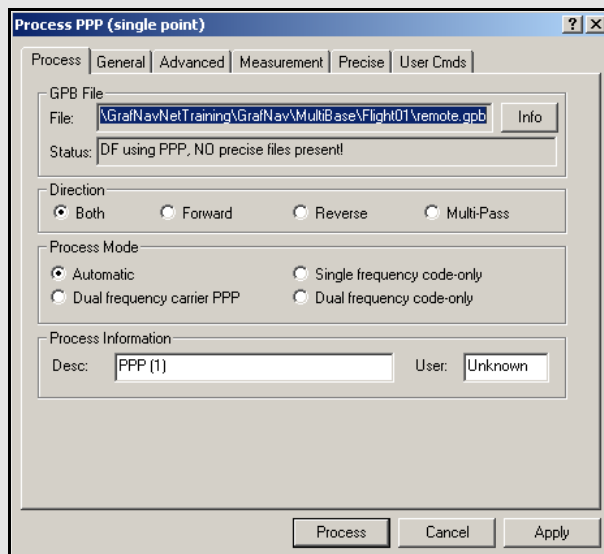 Process PPP (single point)
Process General Advanced Measurement Precise User Cmds
GPB File
File: \GrafNavNetTraining\GrafNav\MultiBase\Flight01\remote.gpb Info
Status: DF using PPP, NO precise files present!
Direction
Both Forward Reverse Multi-Pass
Process Mode
Automatic Single frequency code-only
Dual frequency carrier PPP Dual frequency code-only
Process Information
Desc: PPP (1) User: Unknown
Process Cancel Apply